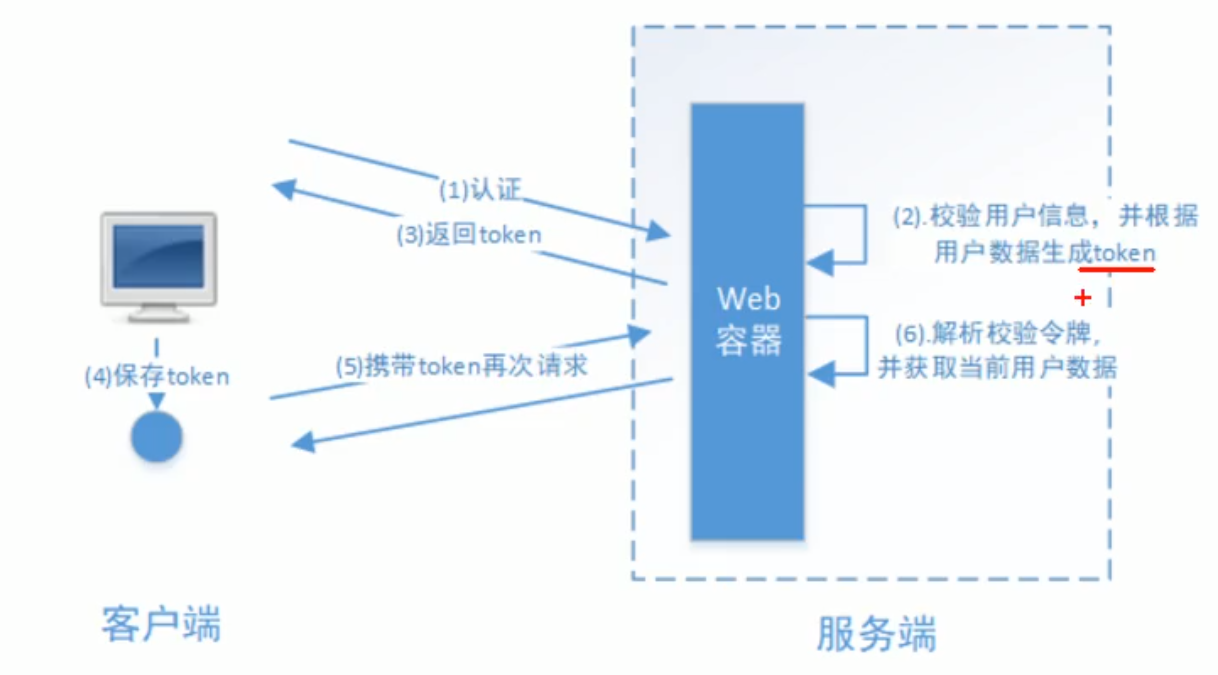 (1)认证
(2).校验用户信息，并根据
用户数据生成token
(3)返回token
Web
容器
(6).解析校验令牌,
并获取当前用户数据
(5)携带token再次请求
(4)保存token
客户端
服务端